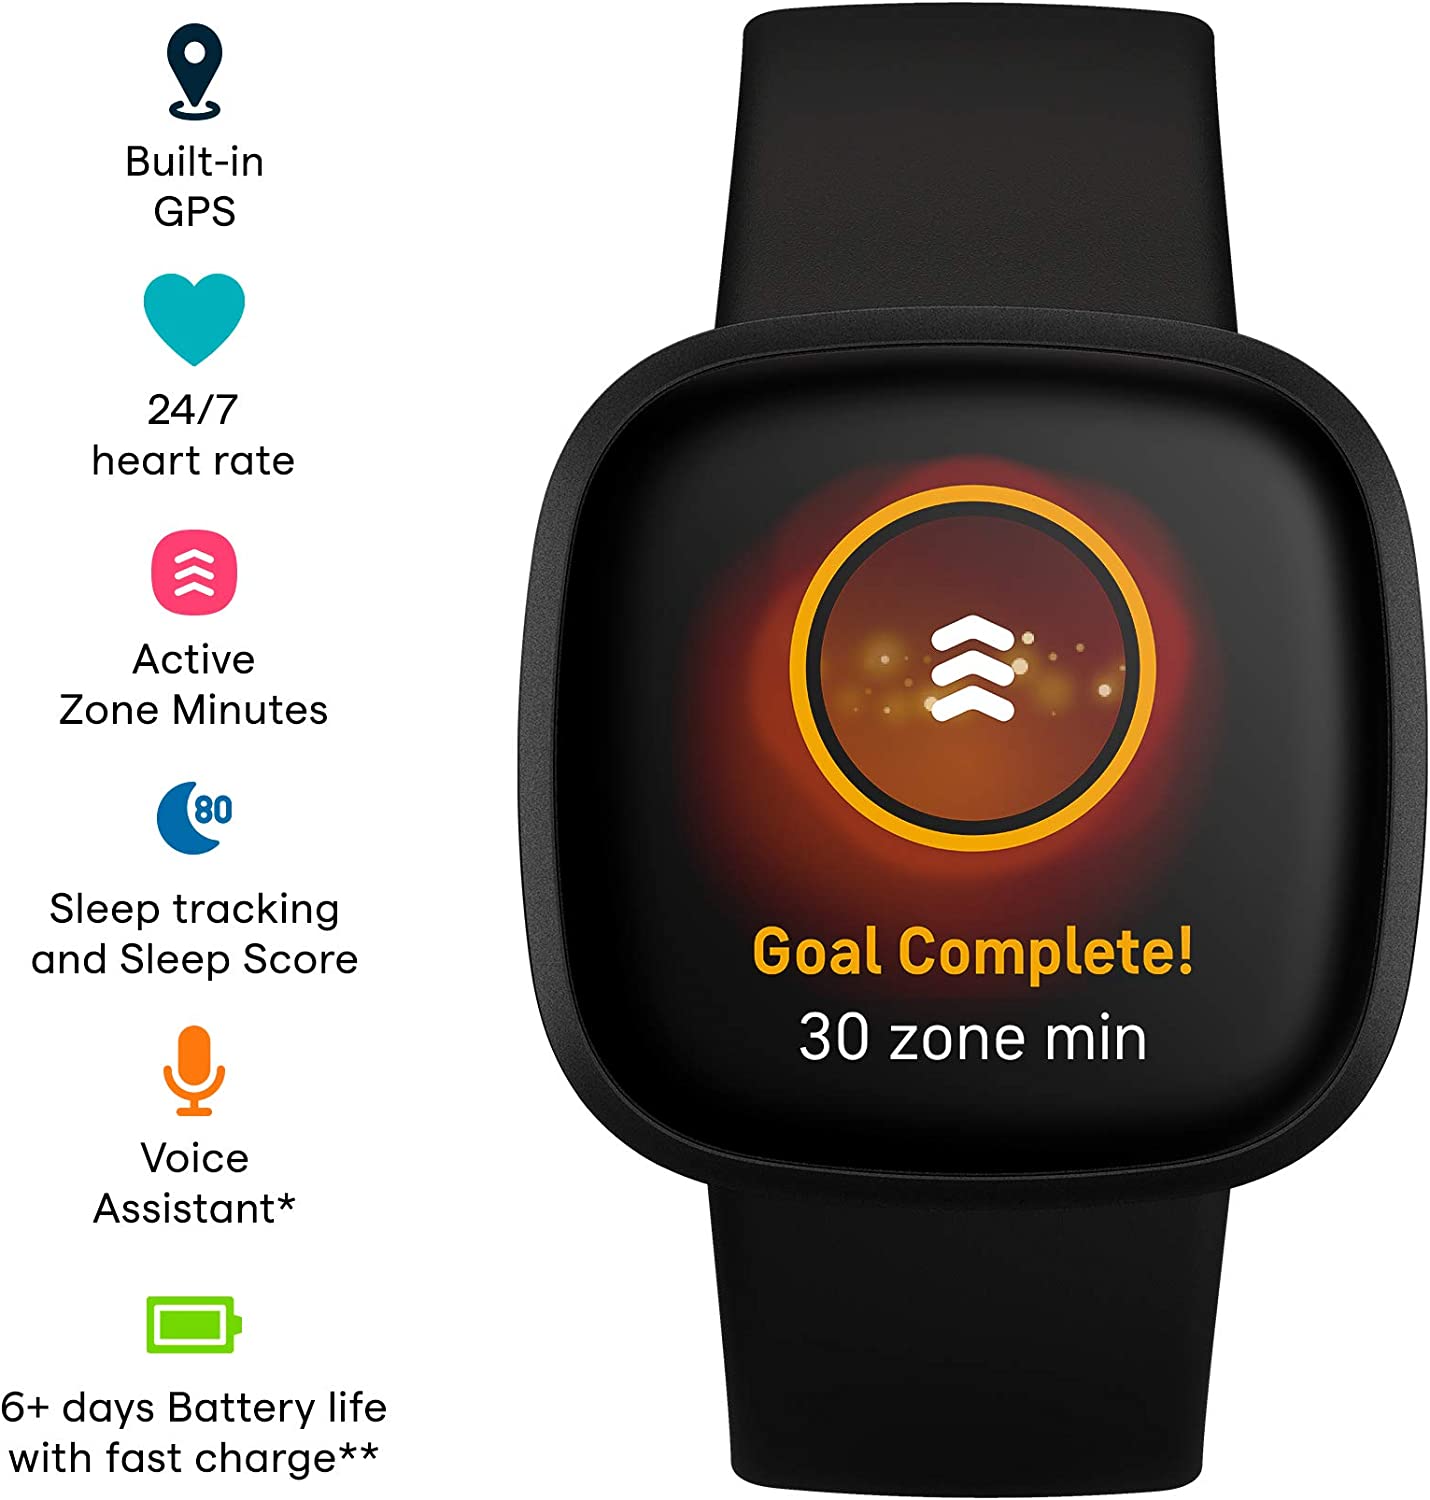 Built-in
GPS
24/7
heart rate
Active
Zone Minutes
80
Sleep tracking
and Sleep Score
Voice
Assistant*
6+ days Battery life
with fast charge**
Goal Complete!
30 zone min